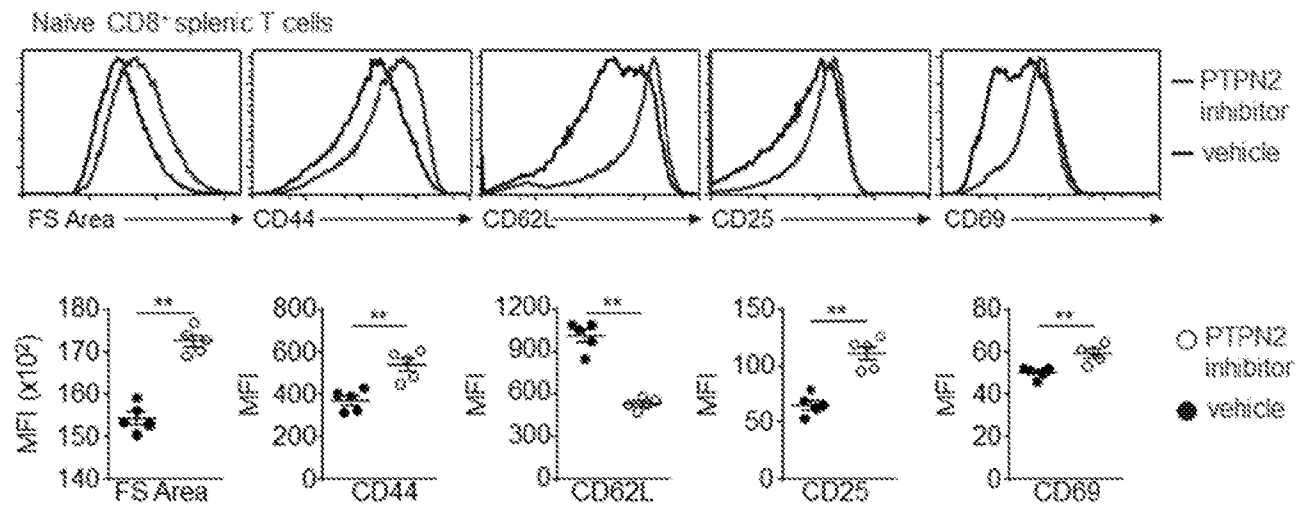 Naïve CD8⁺ splenic T cells
PTPN2
inhibitor
vehicle
FS Area
CD44
CD62L
CD25
CD69
MFI (x10²)
180
170
160
150
140
**
FS Area
MFI
800
600
400
200
0
**
CD44
MFI
1200
900
600
300
0
**
CD62L
MFI
150
100
50
0
**
CD25
MFI
80
60
40
20
0
**
CD69
PTPN2
inhibitor
vehicle